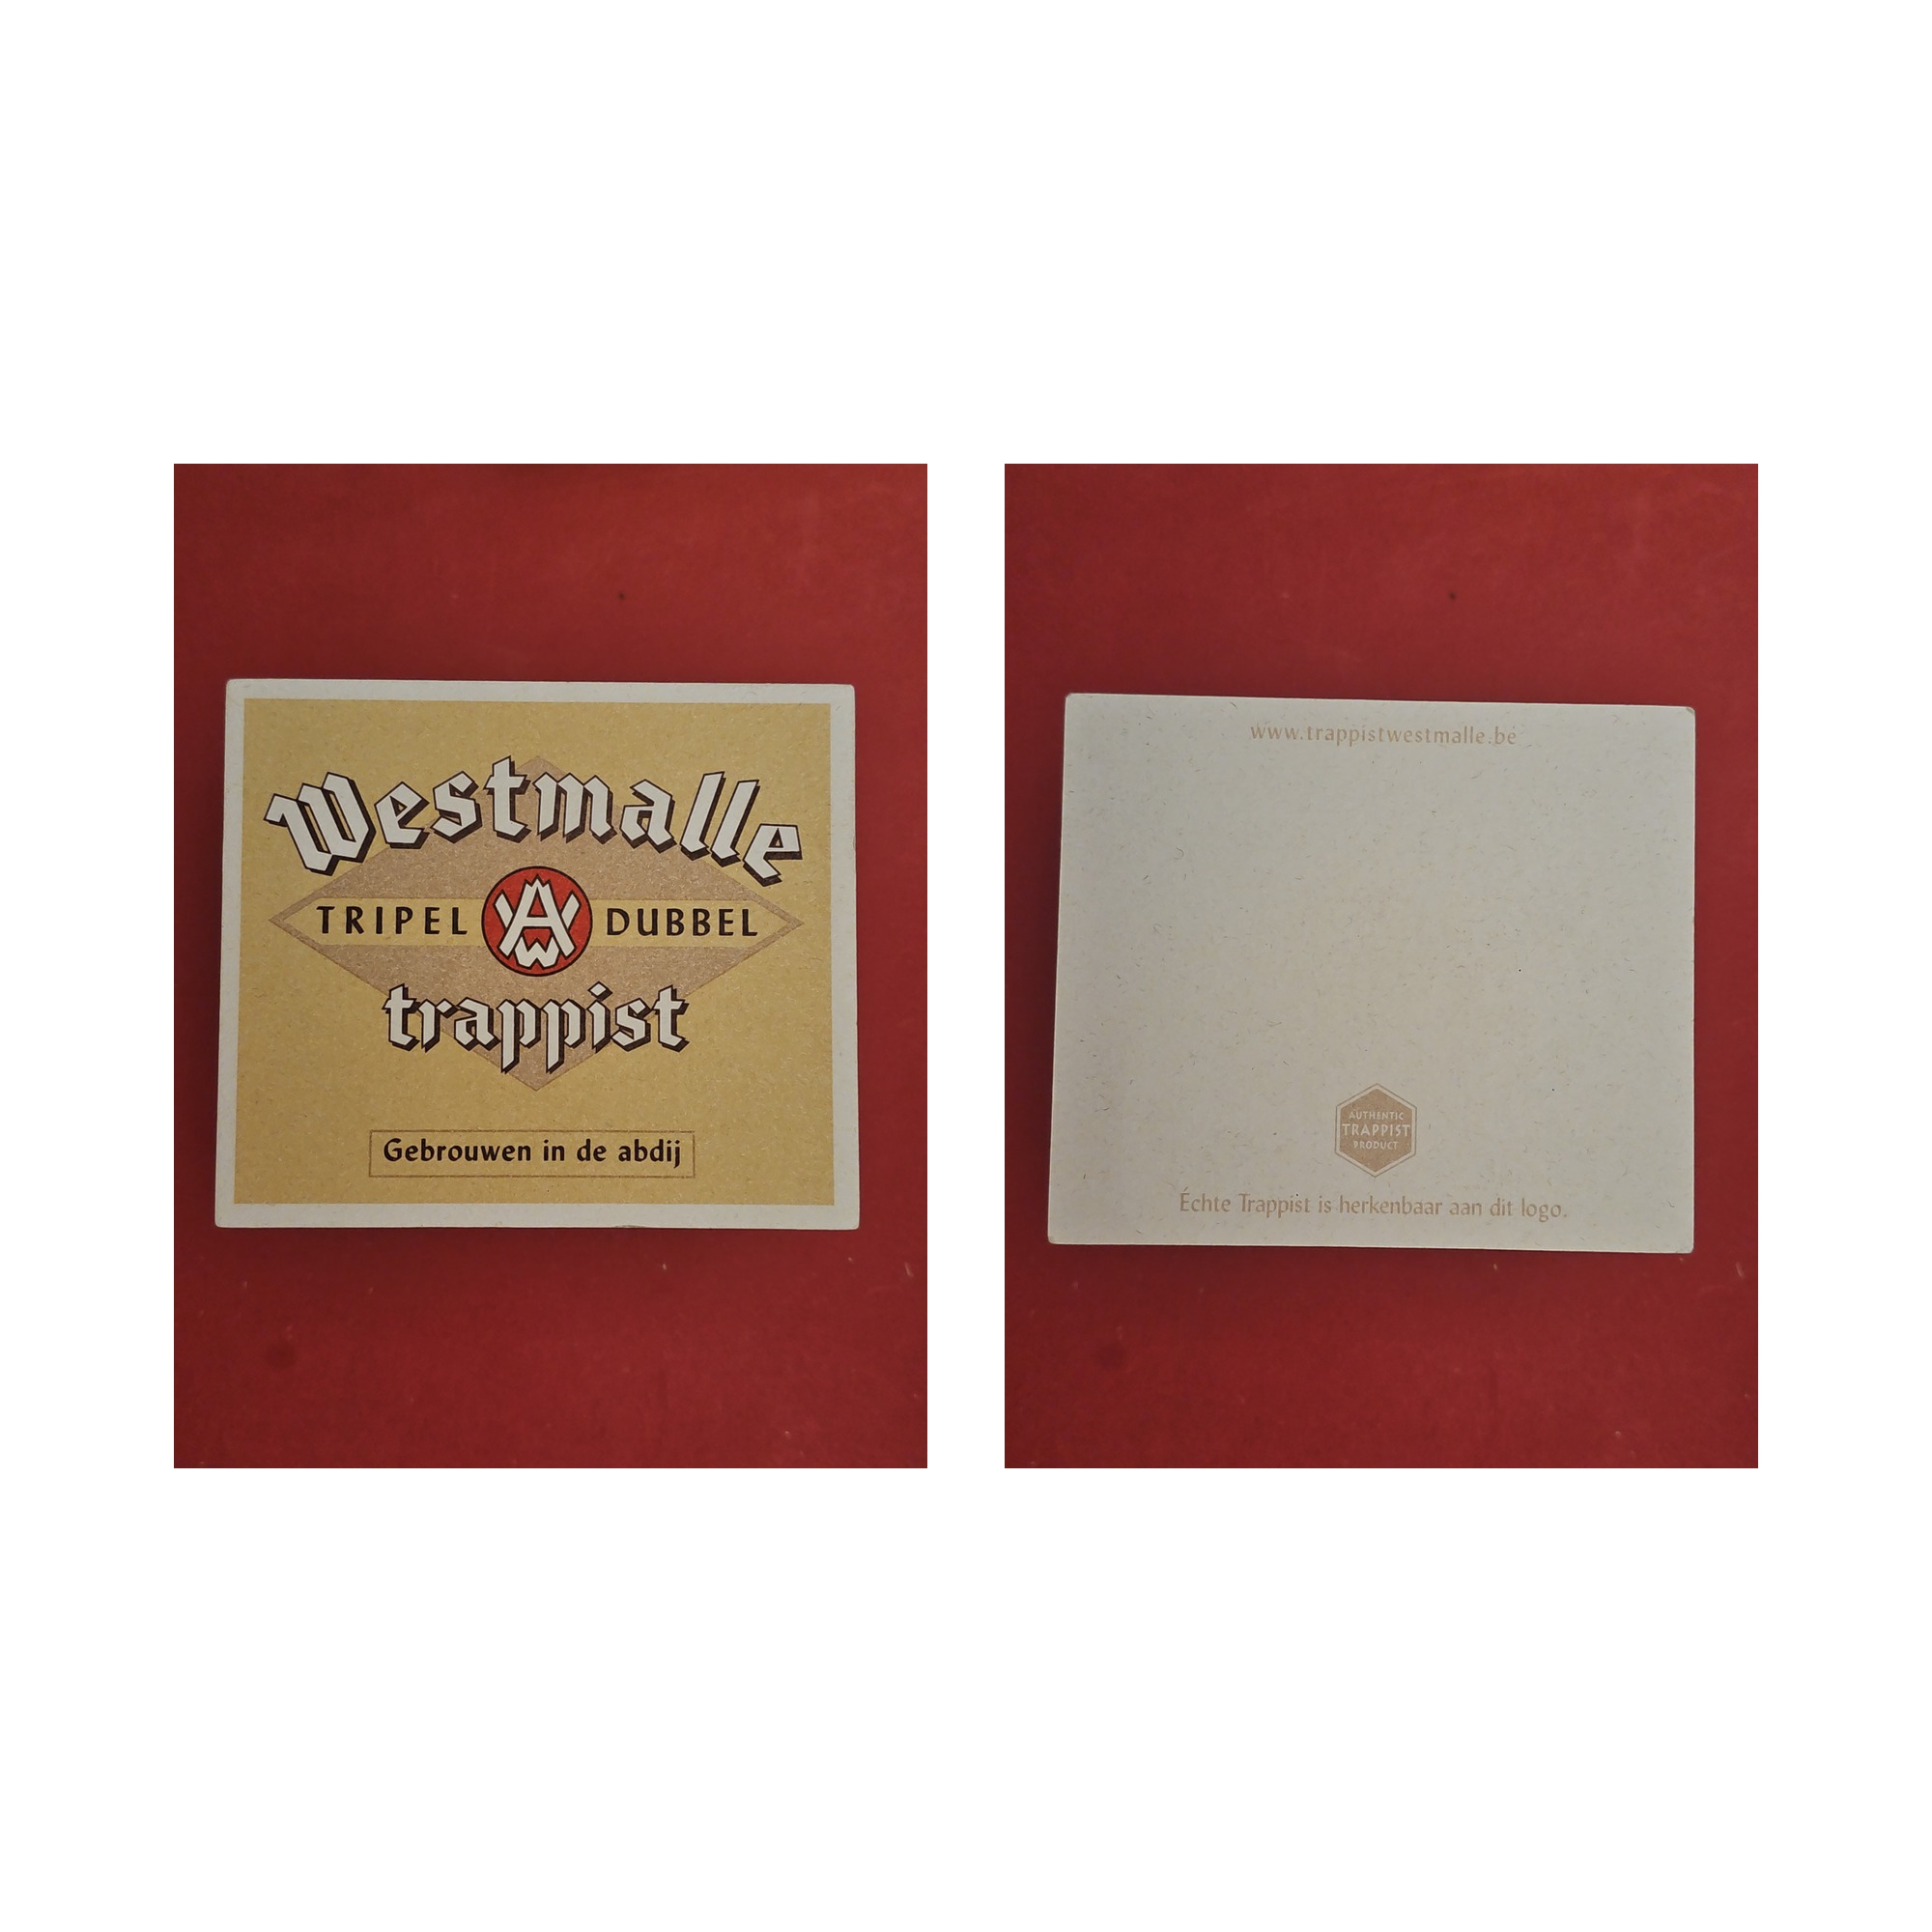 Westmalle
TRIPEL AW DUBBEL
trappist
Gebrouwen in de abdij
www.trappistwestmalle.be
AUTHENTIC
TRAPPIST
PRODUCT
Échte Trappist is herkenbaar aan dit logo.